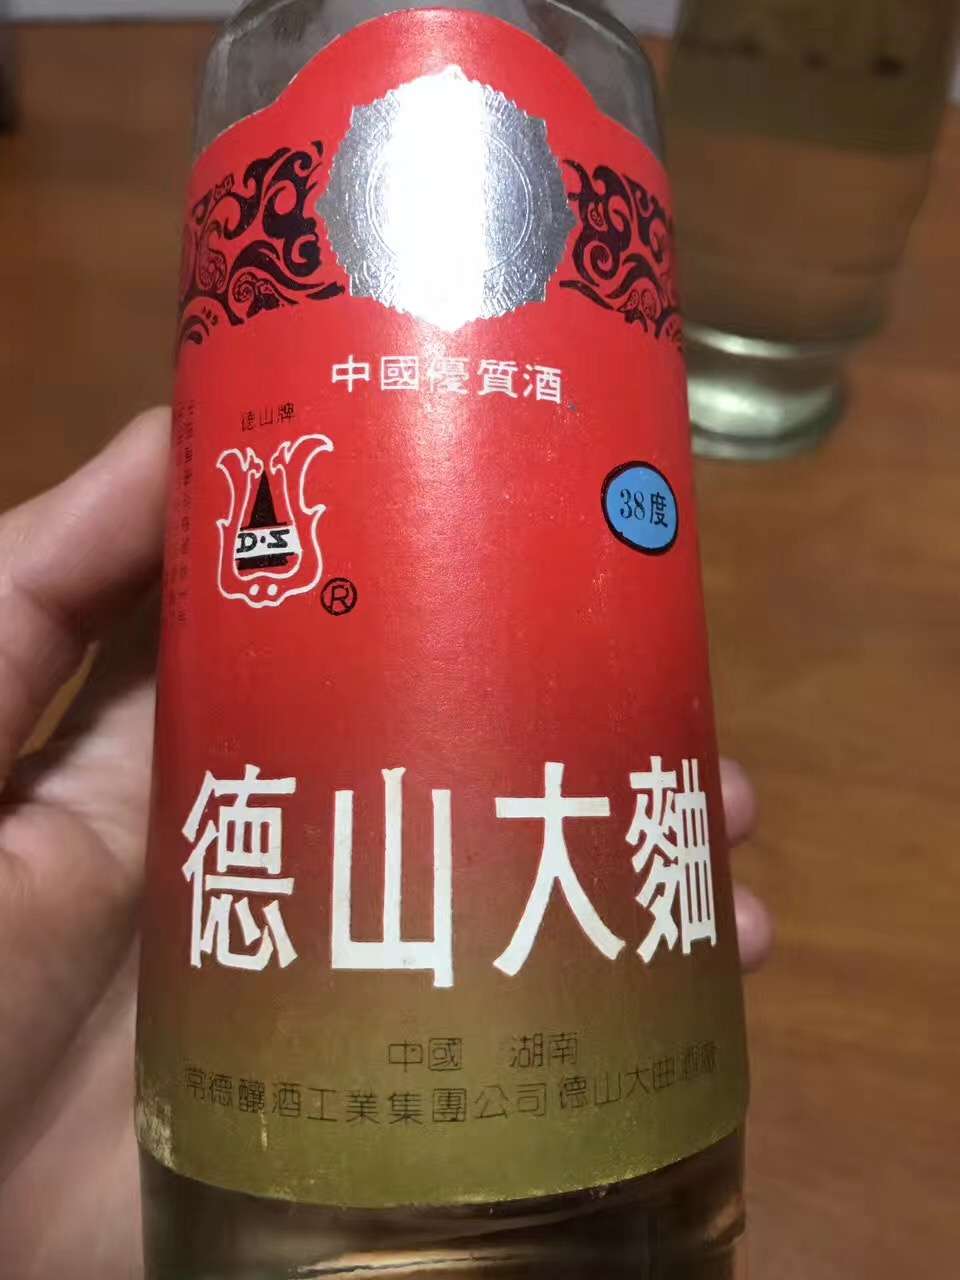 中國優質酒
德山牌
D·S
®
38度
德山大麯
中國 湖南
常德釀酒工業集團公司德山大曲酒廠